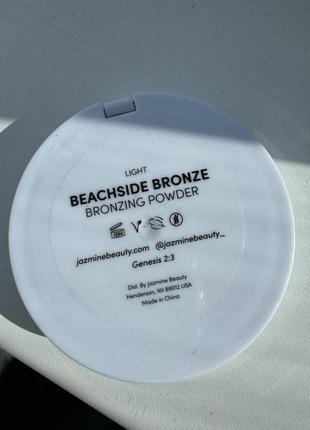 LIGHT
BEACHSIDE BRONZE
BRONZING POWDER
12M
jazminebeauty.com @jazminebeauty_
Genesis 2:3
Dist. By Jazmine Beauty
Henderson, NV 89012 USA
Made in China